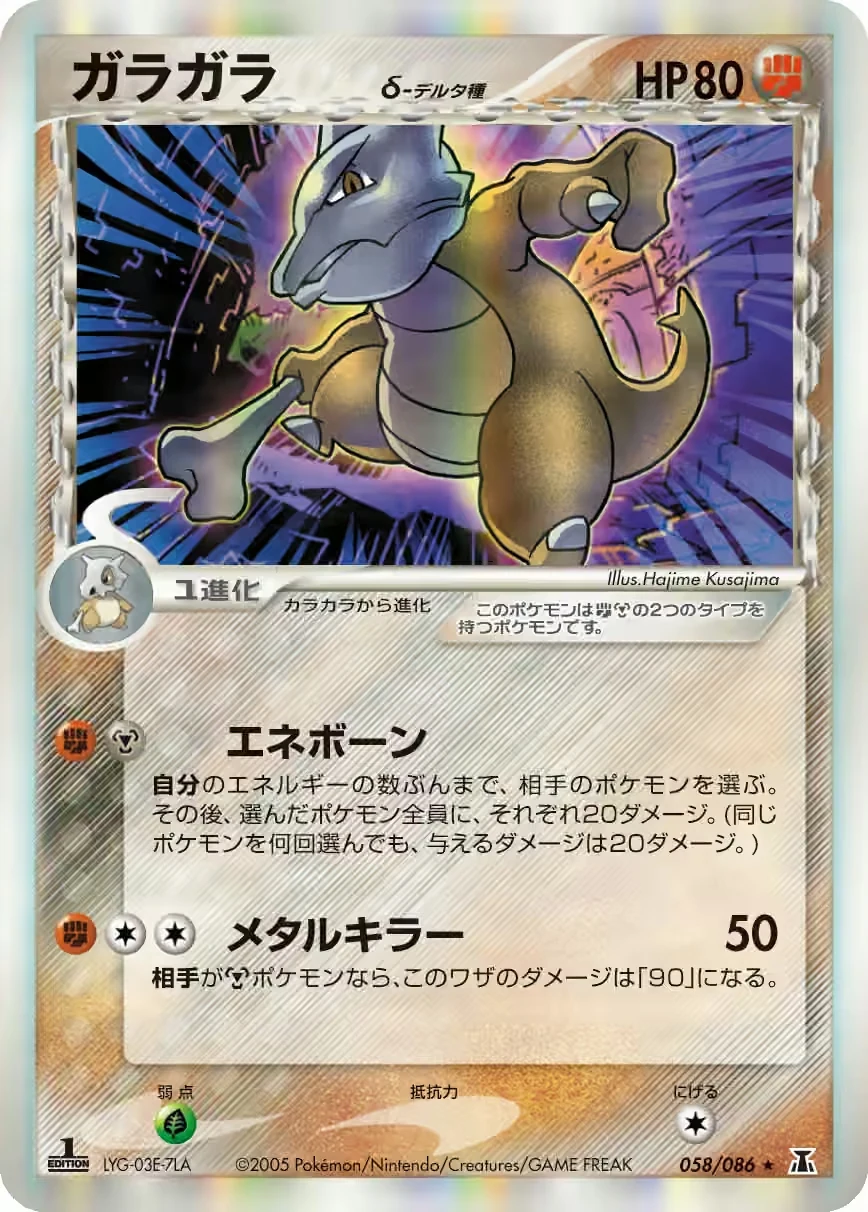 ガラガラ δ-デルタ種 HP80
Illus.Hajime Kusajima
1進化 カラカラから進化
このポケモンはの2つのタイプを
持つポケモンです。
エネボーン
自分のエネルギーの数ぶんまで、相手のポケモンを選ぶ。
その後、選んだポケモン全員に、それぞれ20ダメージ。(同じ
ポケモンを何回選んでも、与えるダメージは20ダメージ。)
メタルキラー 50
相手がポケモンなら、このワザのダメージは「90」になる。
弱点 抵抗力 にげる
1 EDITION LYG-03E-7LA ©2005 Pokémon/Nintendo/Creatures/GAME FREAK 058/086 ★